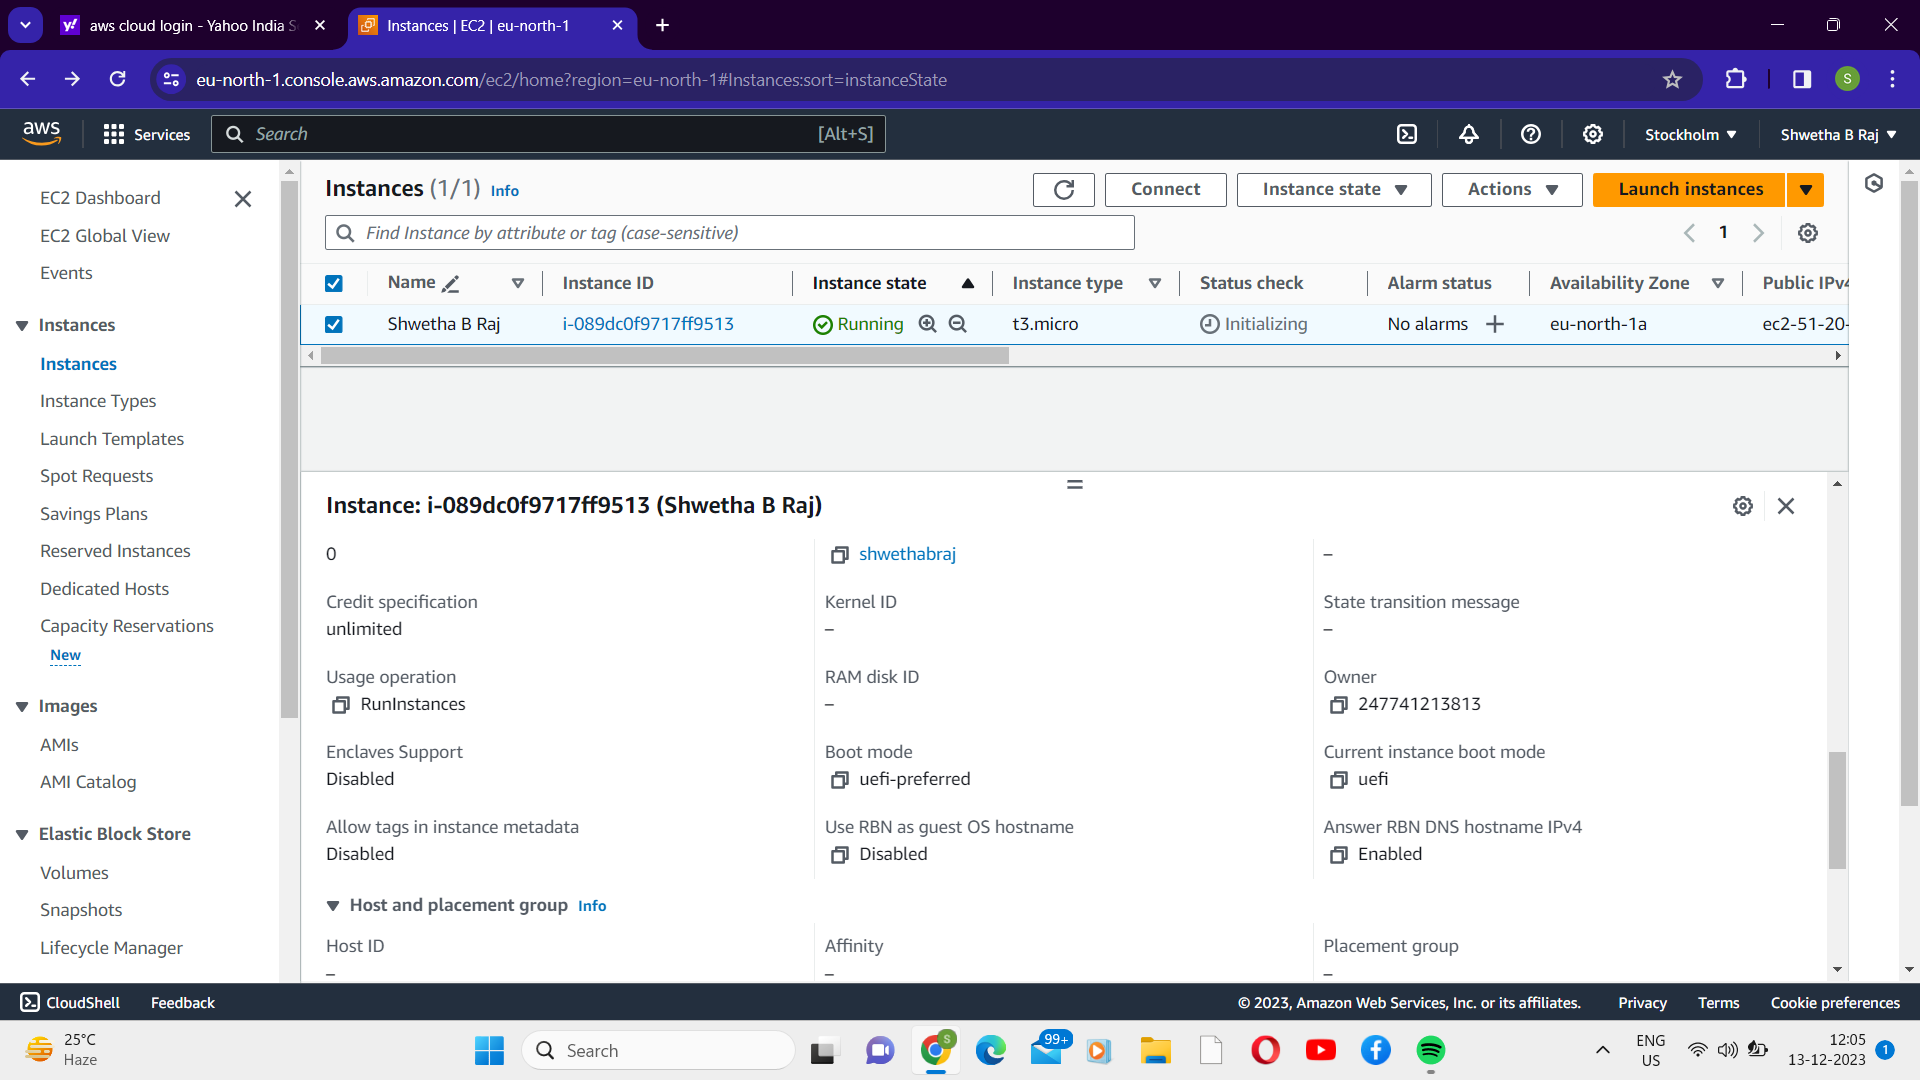 aws cloud login - Yahoo India S
Instances | EC2 | eu-north-1
eu-north-1.console.aws.amazon.com/ec2/home?region=eu-north-1#Instances:sort=instanceState
S
aws
Services
Search
[Alt+S]
Stockholm
Shwetha B Raj
EC2 Dashboard
EC2 Global View
Events
Instances
Instances
Instance Types
Launch Templates
Spot Requests
Savings Plans
Reserved Instances
Dedicated Hosts
Capacity Reservations
New
Images
AMIs
AMI Catalog
Elastic Block Store
Volumes
Snapshots
Lifecycle Manager
Instances (1/1) Info
Connect
Instance state
Actions
Launch instances
Find Instance by attribute or tag (case-sensitive)
1
Name Instance ID Instance state Instance type Status check Alarm status Availability Zone Public IPv4
Shwetha B Raj i-089dc0f9717ff9513 Running t3.micro Initializing No alarms eu-north-1a ec2-51-20-
Instance: i-089dc0f9717ff9513 (Shwetha B Raj)
0 shwethabraj –
Credit specification Kernel ID State transition message
unlimited – –
Usage operation RAM disk ID Owner
RunInstances – 247741213813
Enclaves Support Boot mode Current instance boot mode
Disabled uefi-preferred uefi
Allow tags in instance metadata Use RBN as guest OS hostname Answer RBN DNS hostname IPv4
Disabled Disabled Enabled
Host and placement group Info
Host ID Affinity Placement group
– – –
CloudShell Feedback © 2023, Amazon Web Services, Inc. or its affiliates. Privacy Terms Cookie preferences
25°C
Haze
Search
S
99+
ENG
US
12:05
13-12-2023
1